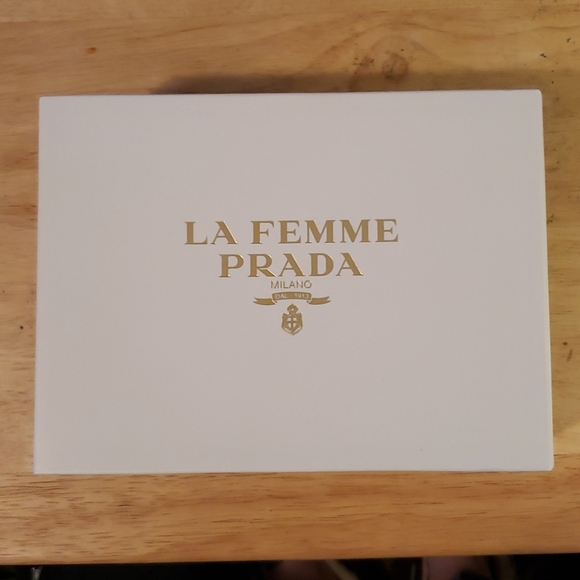 LA FEMME
PRADA
MILANO
DAL 1913